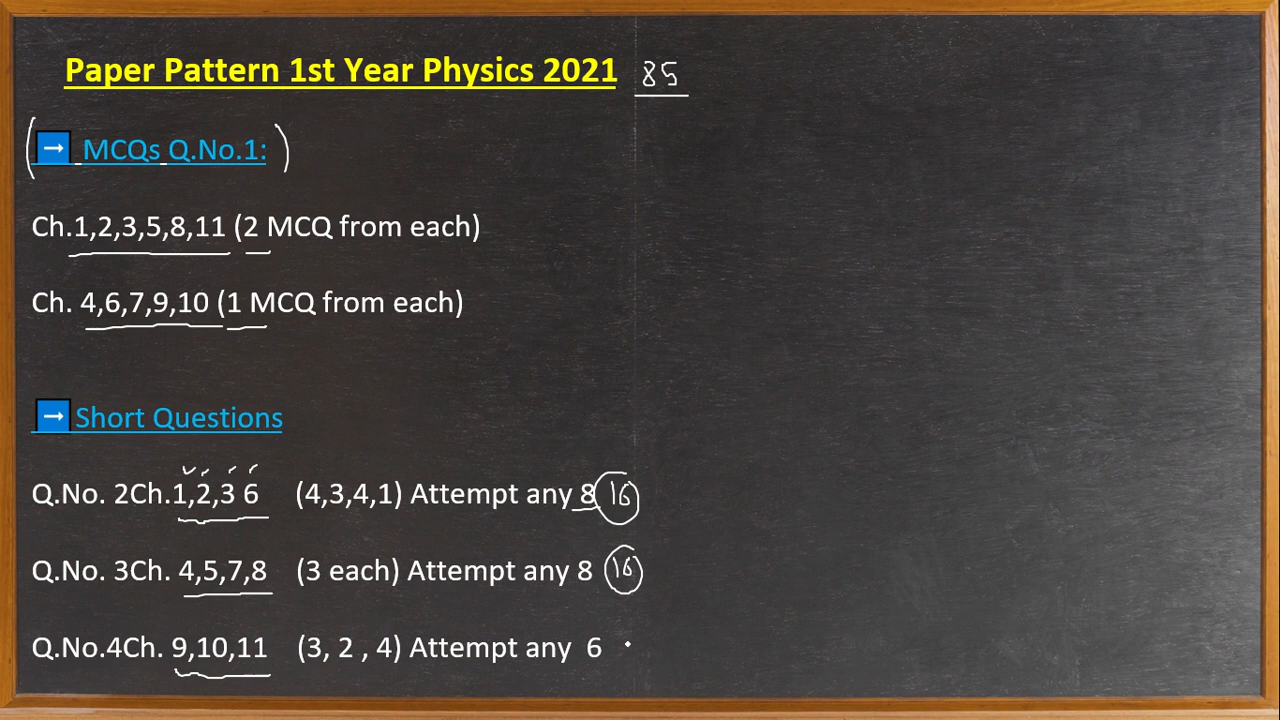 Paper Pattern 1st Year Physics 2021 85
(→ MCQs Q.No.1: )
Ch.1,2,3,5,8,11 (2 MCQ from each)
Ch. 4,6,7,9,10 (1 MCQ from each)
→ Short Questions
Q.No. 2Ch.1,2,3 6 (4,3,4,1) Attempt any 8 16
Q.No. 3Ch. 4,5,7,8 (3 each) Attempt any 8 16
Q.No.4Ch. 9,10,11 (3, 2 , 4) Attempt any 6